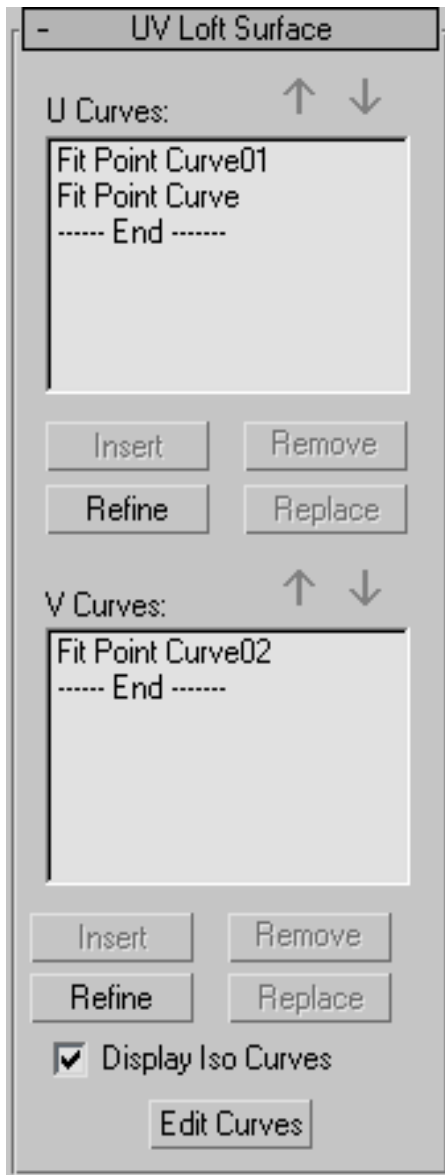 - UV Loft Surface
U Curves:
Fit Point Curve01
Fit Point Curve
------ End -------
Insert Remove
Refine Replace
V Curves:
Fit Point Curve02
------ End -------
Insert Remove
Refine Replace
Display Iso Curves
Edit Curves